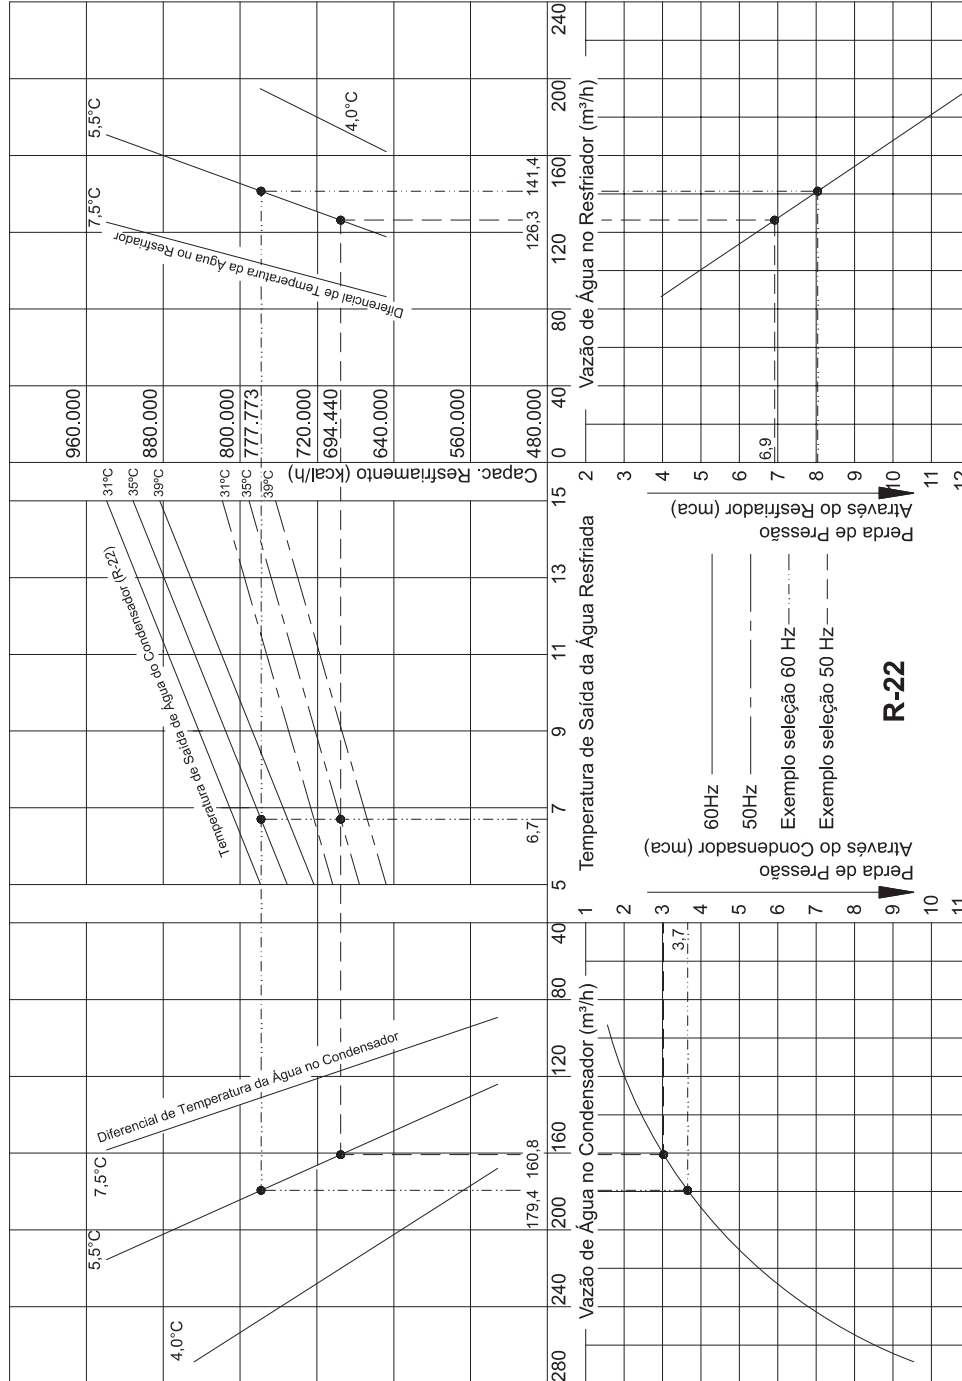 960.000
880.000
800.000
777.773
720.000
694.440
640.000
560.000
480.000
Capac. Resfriamento (kcal/h)
4,0°C
5,5°C
7,5°C
Diferencial de Temperatura da Água no Condensador
179,4
160,8
280
240
200
160
120
80
40
Vazão de Água no Condensador (m³/h)
Temperatura de Saída de Água do Condensador (R-22)
31ºC
35ºC
39ºC
31ºC
35ºC
39ºC
6,7
5
7
9
11
13
15
Temperatura de Saída da Água Resfriada
7,5°C
5,5°C
4,0°C
Diferencial de Temperatura da Água no Resfriador
126,3
141,4
0
40
80
120
160
200
240
Vazão de Água no Resfriador (m³/h)
1
2
3
4
5
6
7
8
9
10
11
3,7
Perda de Pressão
Através do Condensador (mca)
60Hz
50Hz
Exemplo seleção 60 Hz
Exemplo seleção 50 Hz
R-22
Perda de Pressão
Através do Resfriador (mca)
2
3
4
5
6
7
8
9
10
11
12
6,9